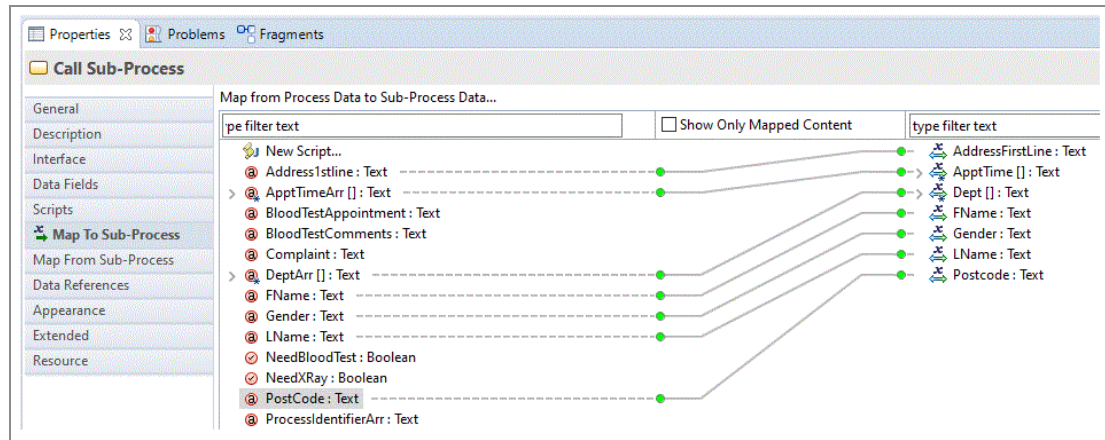 Properties Problems Fragments
Call Sub-Process
General
Description
Interface
Data Fields
Scripts
Map To Sub-Process
Map From Sub-Process
Data References
Appearance
Extended
Resource
Map from Process Data to Sub-Process Data...
pe filter text Show Only Mapped Content type filter text
New Script...
Address1stline : Text
ApptTimeArr [] : Text
BloodTestAppointment : Text
BloodTestComments : Text
Complaint : Text
DeptArr [] : Text
FName : Text
Gender : Text
LName : Text
NeedBloodTest : Boolean
NeedXRay : Boolean
PostCode : Text
ProcessIdentifierArr : Text
AddressFirstLine : Text
ApptTime [] : Text
Dept [] : Text
FName : Text
Gender : Text
LName : Text
Postcode : Text